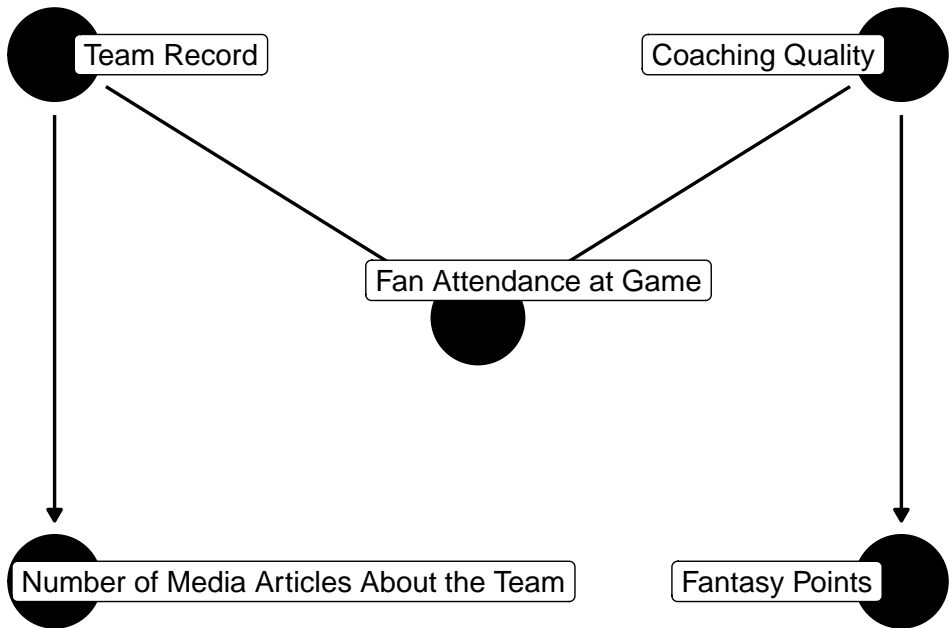 Team Record
Coaching Quality
Fan Attendance at Game
Number of Media Articles About the Team
Fantasy Points